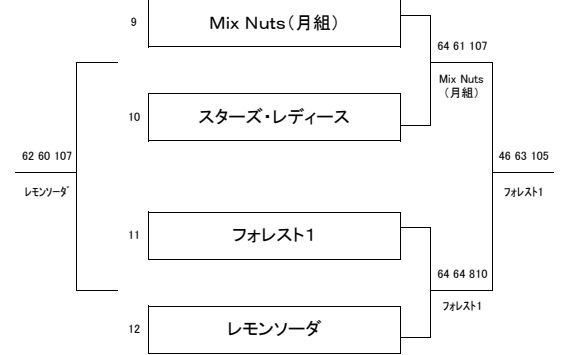 9
Mix Nuts(月組)
64 61 107
Mix Nuts
(月組)
10
スターズ・レディース
62 60 107
レモンソーダ
46 63 105
フォレスト1
11
フォレスト1
64 64 810
フォレスト1
12
レモンソーダ